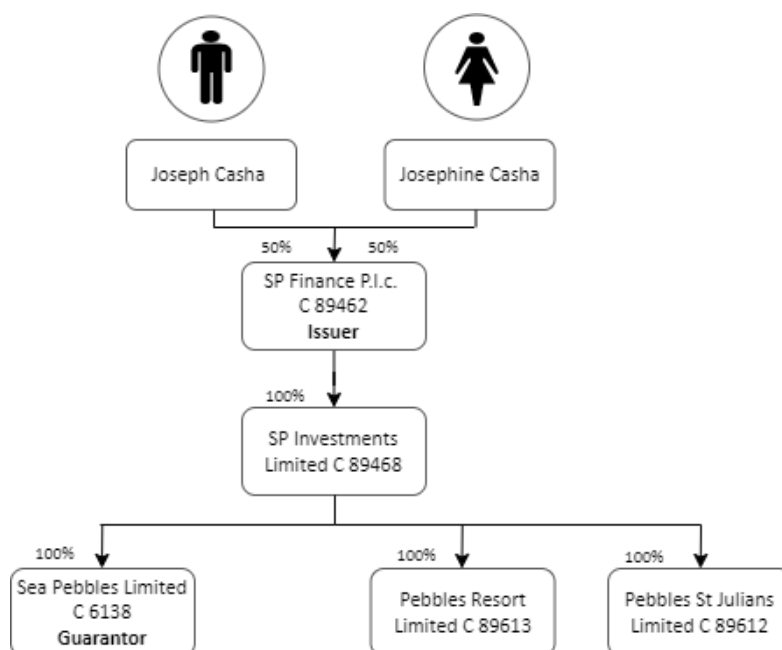 Joseph Casha
Josephine Casha
50%
50%
SP Finance P.l.c.
C 89462
Issuer
100%
SP Investments
Limited C 89468
100%
100%
100%
Sea Pebbles Limited
C 6138
Guarantor
Pebbles Resort
Limited C 89613
Pebbles St Julians
Limited C 89612